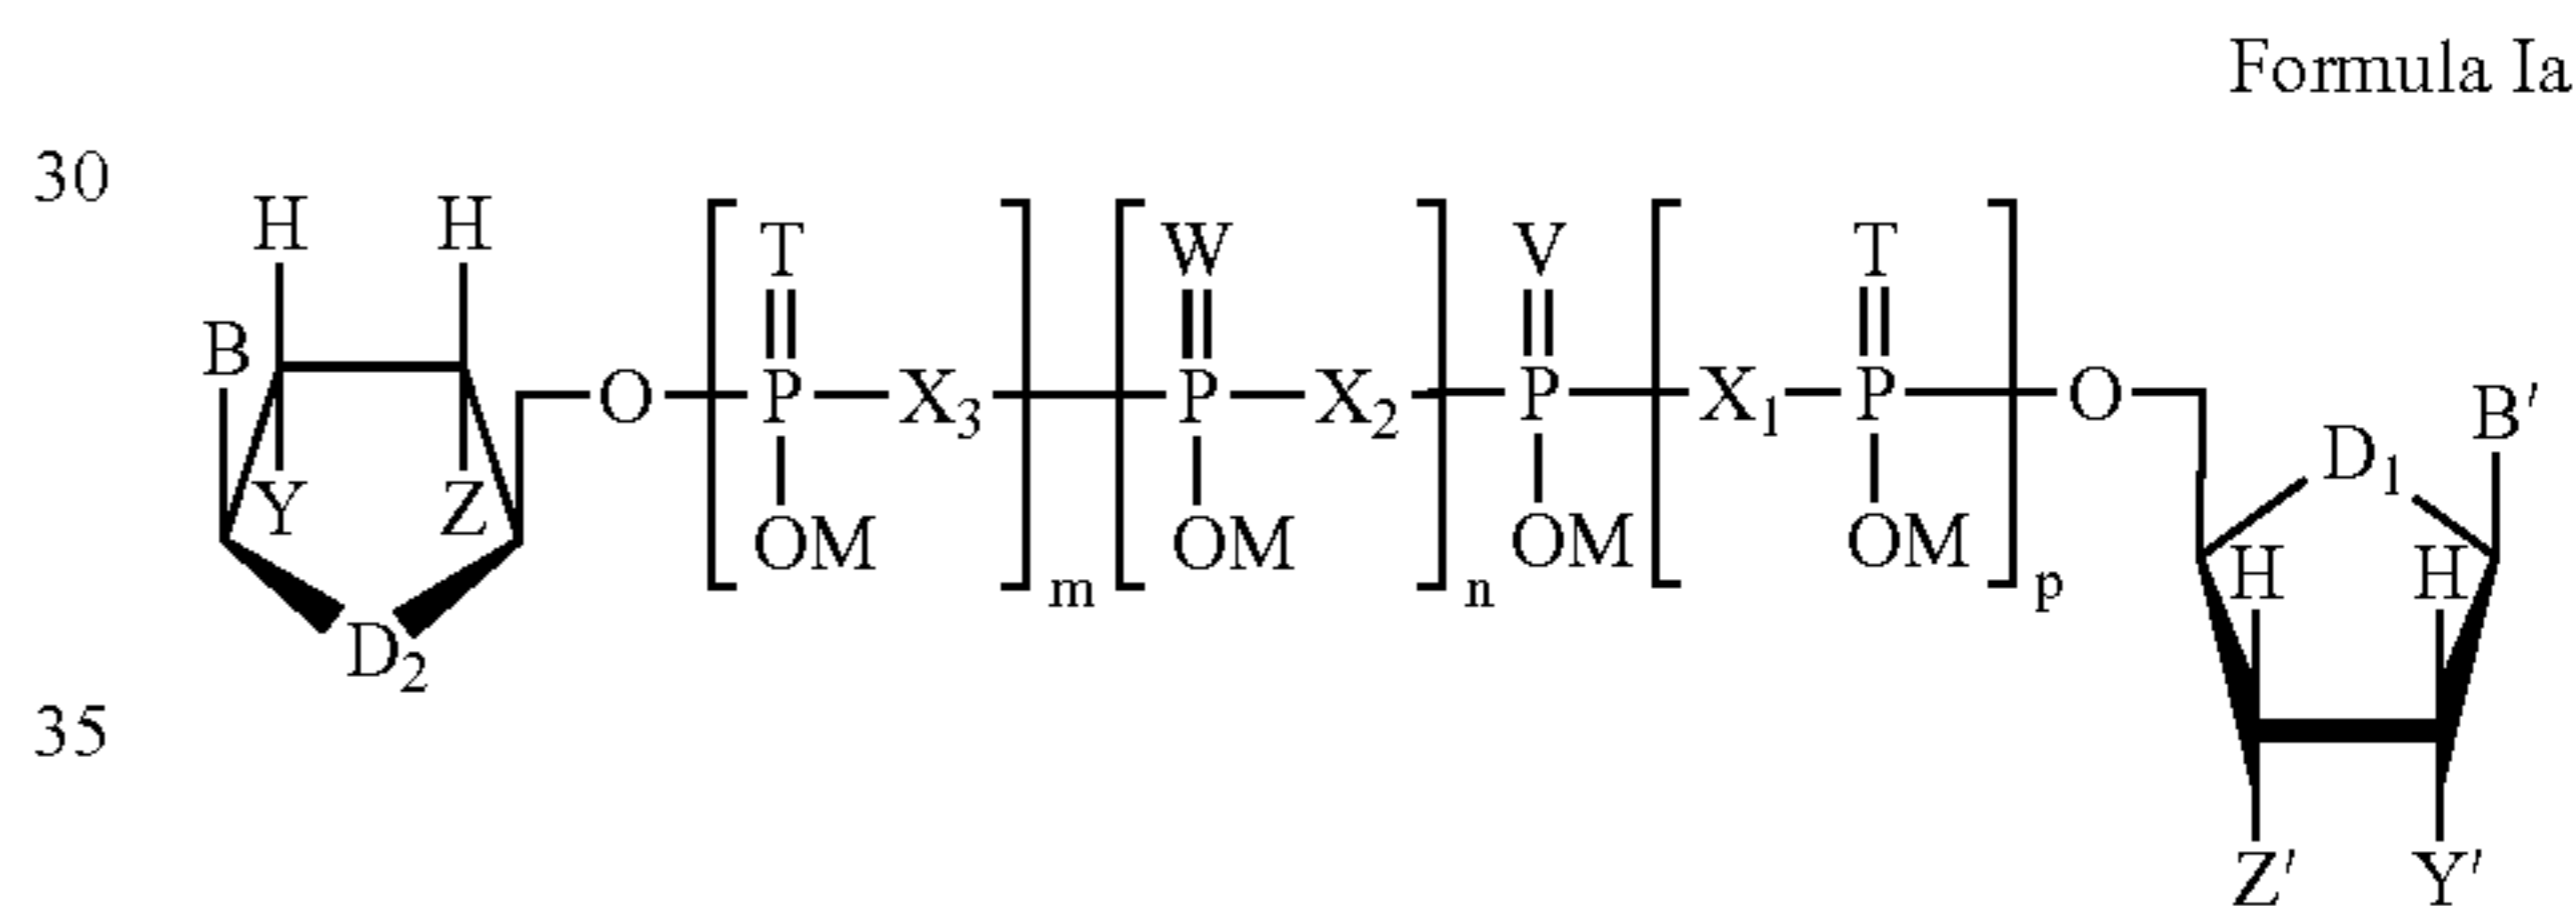 Formula Ia
30
H H T W V T
B P X₃ P X₂ P X₁ P O B′
O D₁
Y Z OM OM OM OM H H
m n p
D₂
35
Z′ Y′